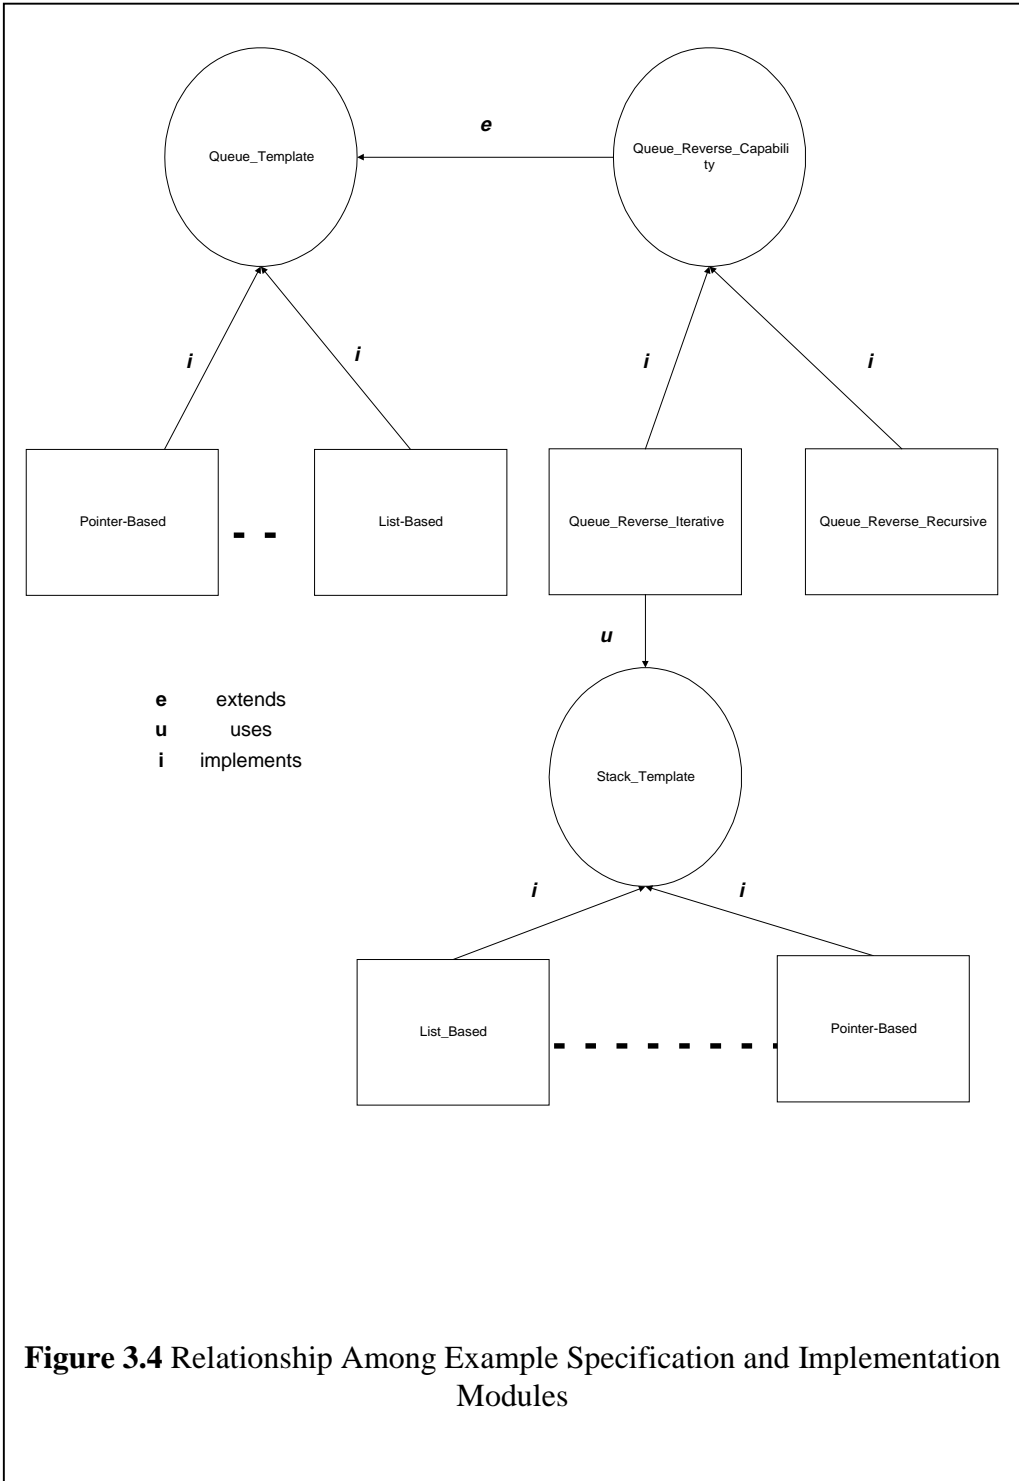 e
Queue_Template
Queue_Reverse_Capabili
ty
i
i
i
i
Pointer-Based
List-Based
Queue_Reverse_Iterative
Queue_Reverse_Recursive
u
e extends
u uses
i implements
Stack_Template
i
i
List_Based
Pointer-Based
Figure 3.4 Relationship Among Example Specification and Implementation
Modules